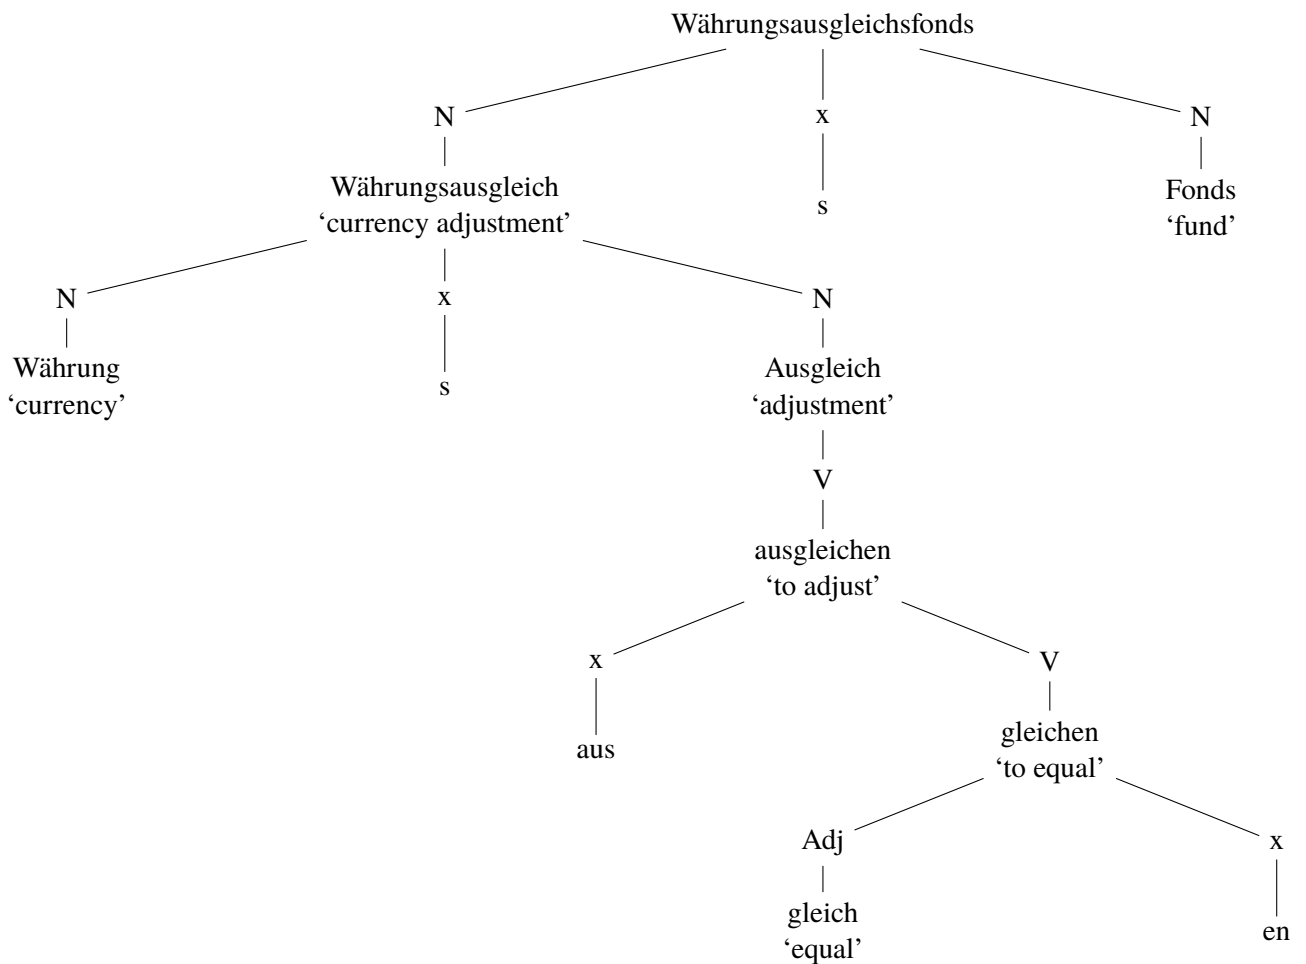 Währungsausgleichsfonds
N
x
N
Währungsausgleich
‘currency adjustment’
s
Fonds
‘fund’
N
x
N
Währung
‘currency’
s
Ausgleich
‘adjustment’
V
ausgleichen
‘to adjust’
x
V
aus
gleichen
‘to equal’
Adj
x
gleich
‘equal’
en